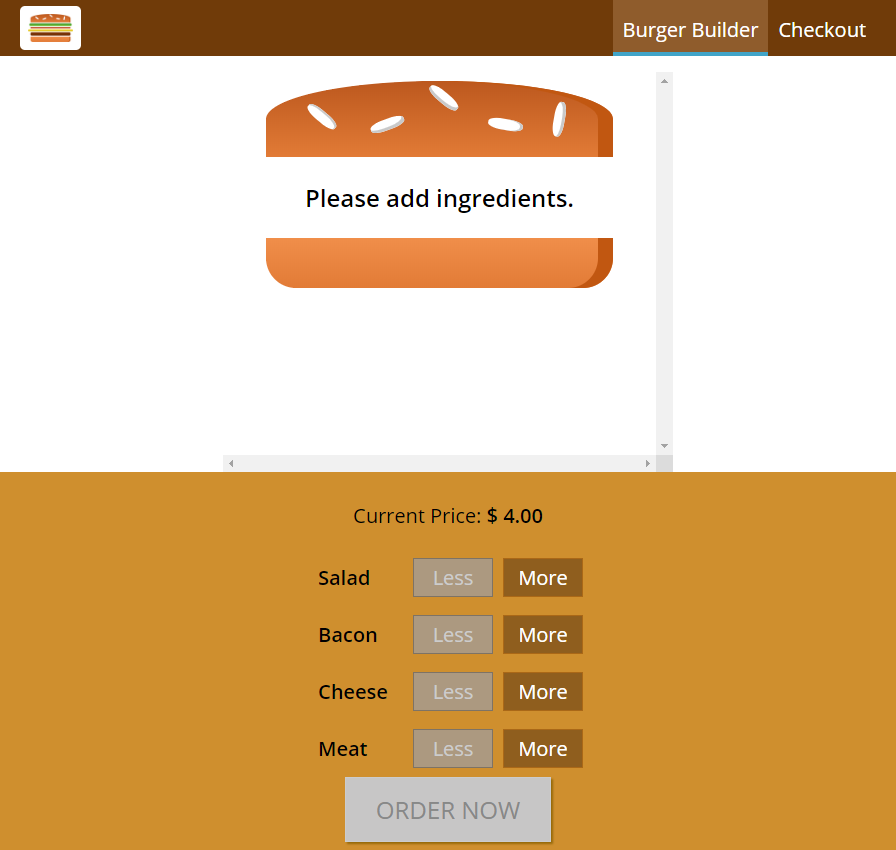 Burger Builder Checkout
Please add ingredients.
Current Price: $ 4.00
Salad Less More
Bacon Less More
Cheese Less More
Meat Less More
ORDER NOW